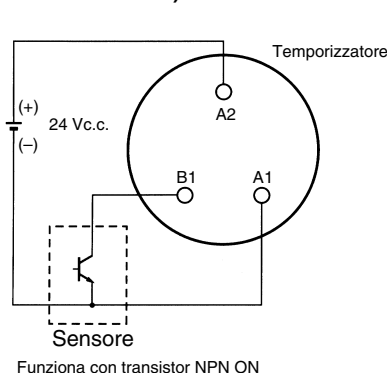 Temporizzatore
(+)
24 Vc.c.
(–)
A2
B1
A1
Sensore
Funziona con transistor NPN ON